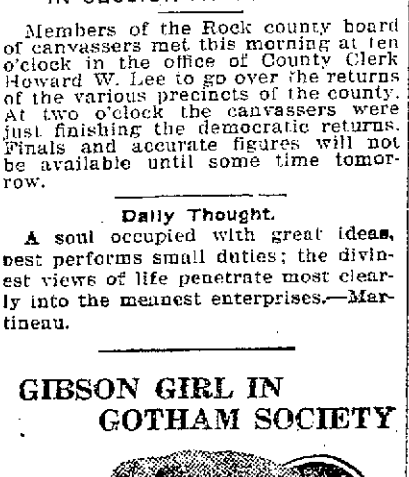 Members of the Rock county board
of canvassers met this morning at ten
o'clock in the office of County Clerk
Howard W. Lee to go over the returns
of the various precincts of the county.
At two o'clock the canvassers were
just finishing the democratic returns.
Finals and accurate figures will not
be available until some time tomor-
row.
Daily Thought.
A soul occupied with great ideas,
best performs small duties; the divin-
est views of life penetrate most clear-
ly into the meanest enterprises.—Mar-
tineau.
GIBSON GIRL IN
GOTHAM SOCIETY